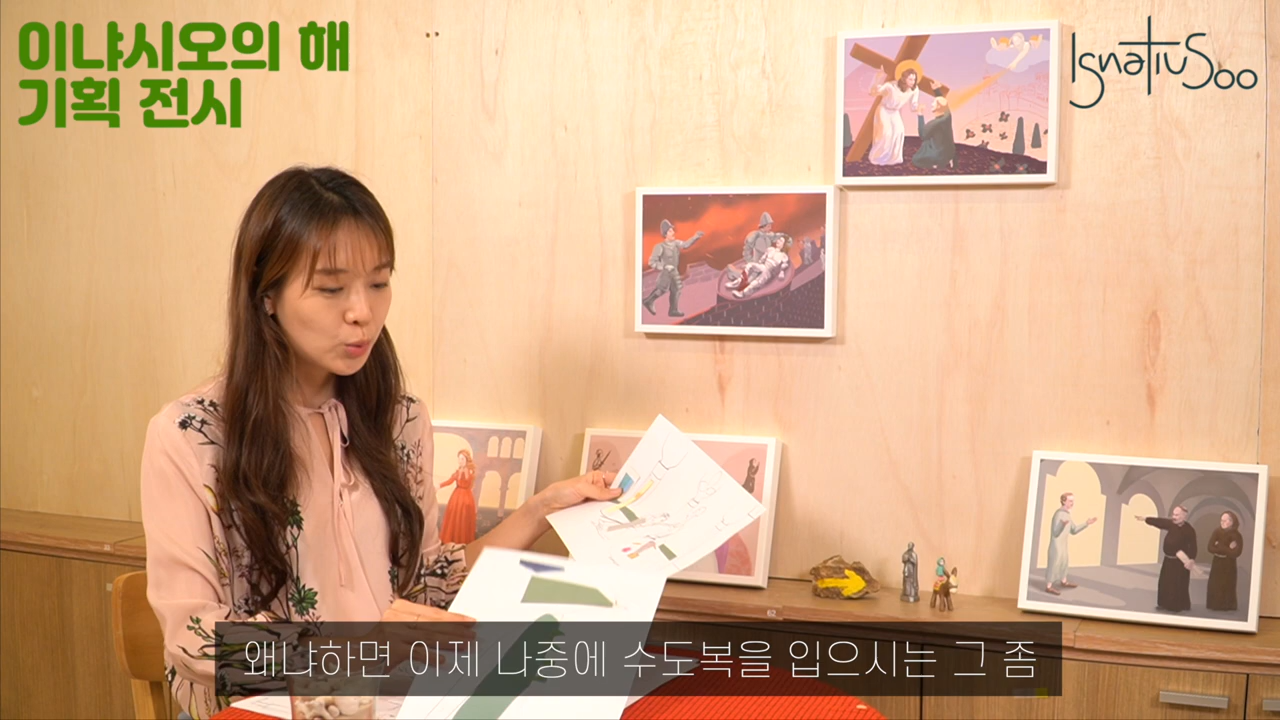 이냐시오의 해
기획 전시
IgnatiuSoo
왜냐하면 이제 나중에 수도복을 입으시는 그 좀